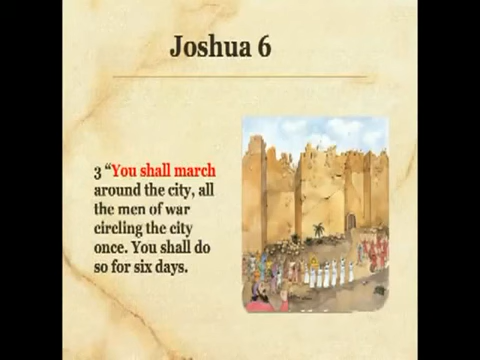 Joshua 6
3 “You shall march
around the city, all
the men of war
circling the city
once. You shall do
so for six days.